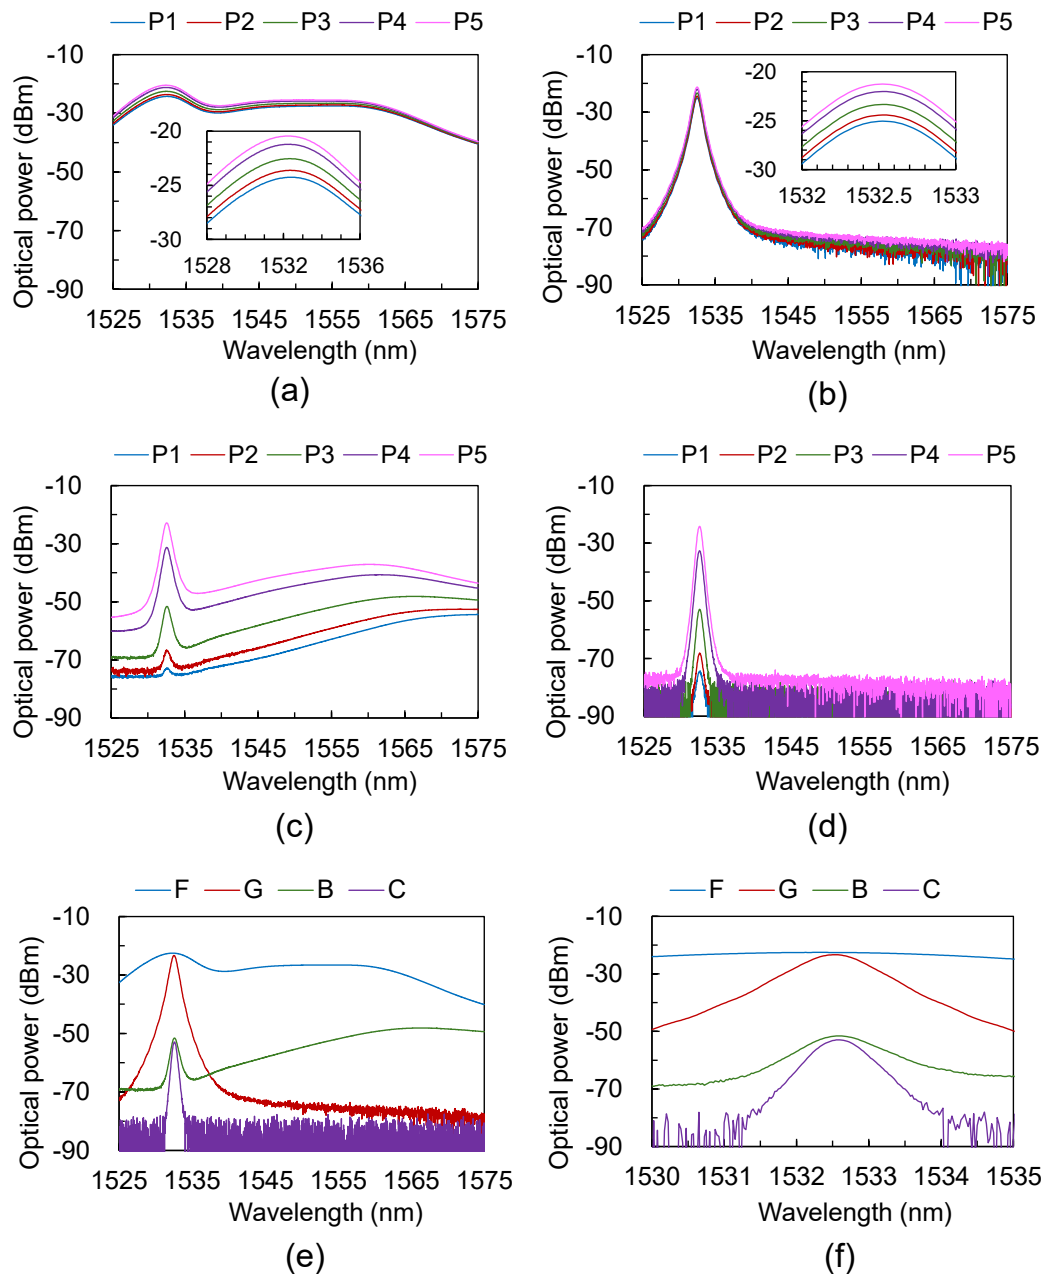 P1 P2 P3 P4 P5
P1 P2 P3 P4 P5
Optical power (dBm)
-10
-30
-50
-70
-90
-20
-25
-30
1528 1532 1536
1525 1535 1545 1555 1565 1575
Wavelength (nm)
(a)
Optical power (dBm)
-10
-30
-50
-70
-90
-20
-25
-30
1532 1532.5 1533
1525 1535 1545 1555 1565 1575
Wavelength (nm)
(b)
P1 P2 P3 P4 P5
P1 P2 P3 P4 P5
Optical power (dBm)
-10
-30
-50
-70
-90
1525 1535 1545 1555 1565 1575
Wavelength (nm)
(c)
Optical power (dBm)
-10
-30
-50
-70
-90
1525 1535 1545 1555 1565 1575
Wavelength (nm)
(d)
F G B C
F G B C
Optical power (dBm)
-10
-30
-50
-70
-90
1525 1535 1545 1555 1565 1575
Wavelength (nm)
(e)
Optical power (dBm)
-10
-30
-50
-70
-90
1530 1531 1532 1533 1534 1535
Wavelength (nm)
(f)